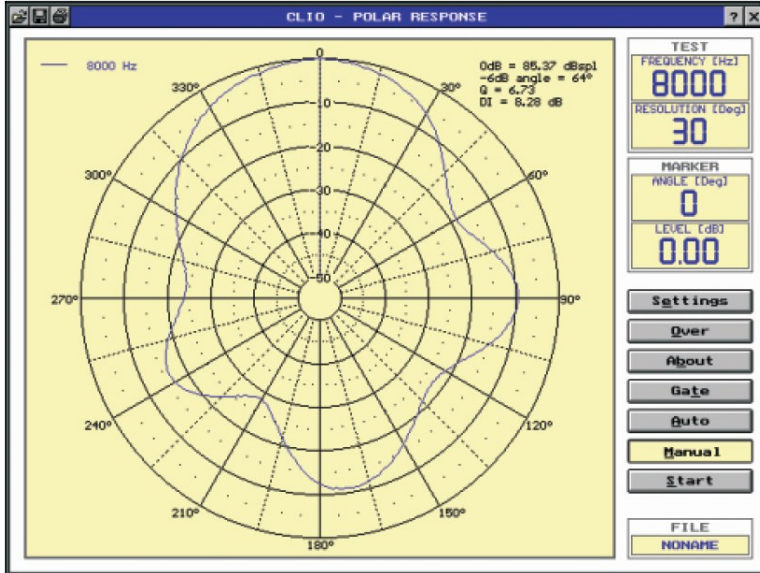 CLIO - POLAR RESPONSE
? ×
8000 Hz
0dB = 85.37 dBspl
-6dB angle = 64°
Q = 6.73
DI = 8.28 dB
0
30°
60°
90°
120°
150°
180°
210°
240°
270°
300°
330°
-10
-20
-30
-40
-50
TEST
FREQUENCY [Hz]
8000
RESOLUTION [Deg]
30
MARKER
ANGLE [Deg]
0
LEVEL [dB]
0.00
Settings
Over
About
Gate
Auto
Manual
Start
FILE
NONAME